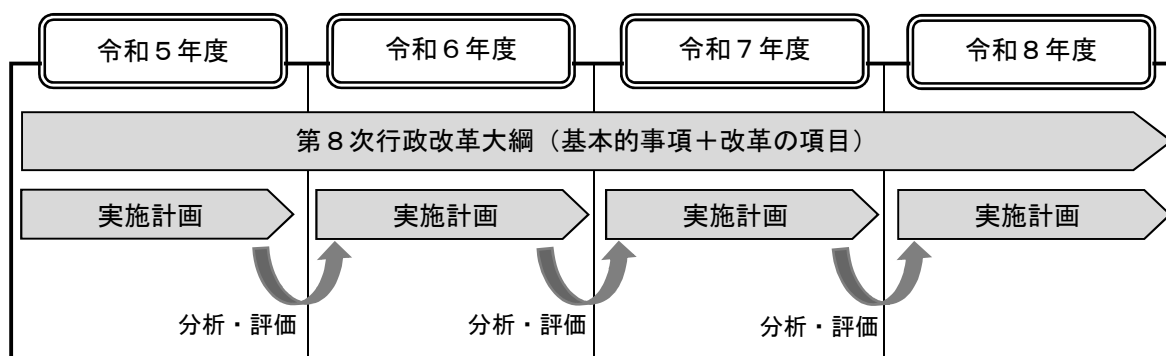 令和５年度
令和６年度
令和７年度
令和８年度
第８次行政改革大綱（基本的事項＋改革の項目）
実施計画
実施計画
実施計画
実施計画
分析・評価
分析・評価
分析・評価